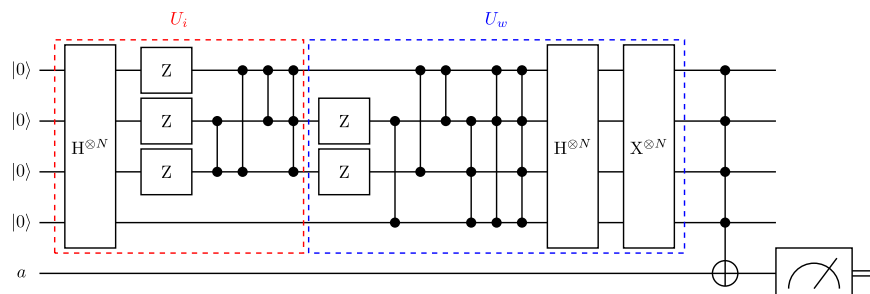 U_i U_w
|0⟩ Z
|0⟩ Z Z
H^{⊗N} H^{⊗N} X^{⊗N}
|0⟩ Z Z
|0⟩
a